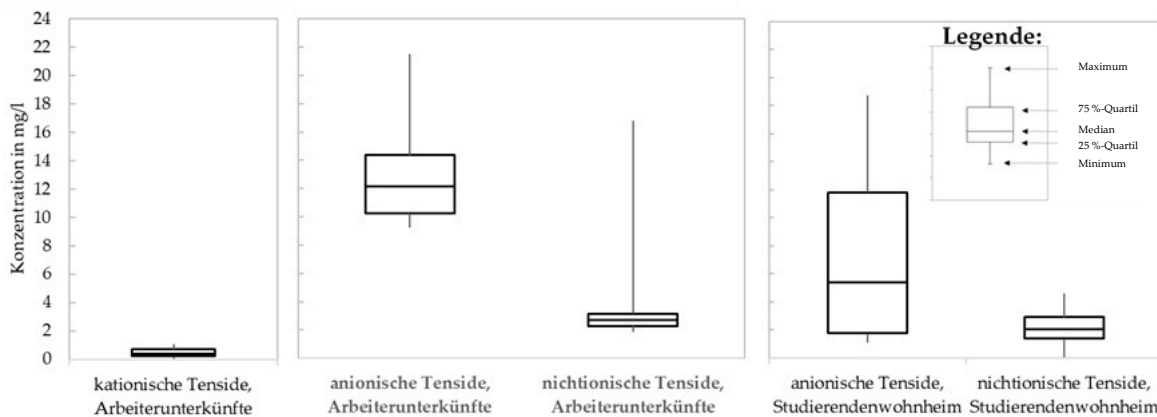 Konzentration in mg/l
24
22
20
18
16
14
12
10
8
6
4
2
0
Legende:
Maximum
75 %-Quartil
Median
25 %-Quartil
Minimum
kationische Tenside,
Arbeiterunterkünfte
anionische Tenside,
Arbeiterunterkünfte
nichtionische Tenside,
Arbeiterunterkünfte
anionische Tenside,
Studierendenwohnheim
nichtionische Tenside,
Studierendenwohnheim